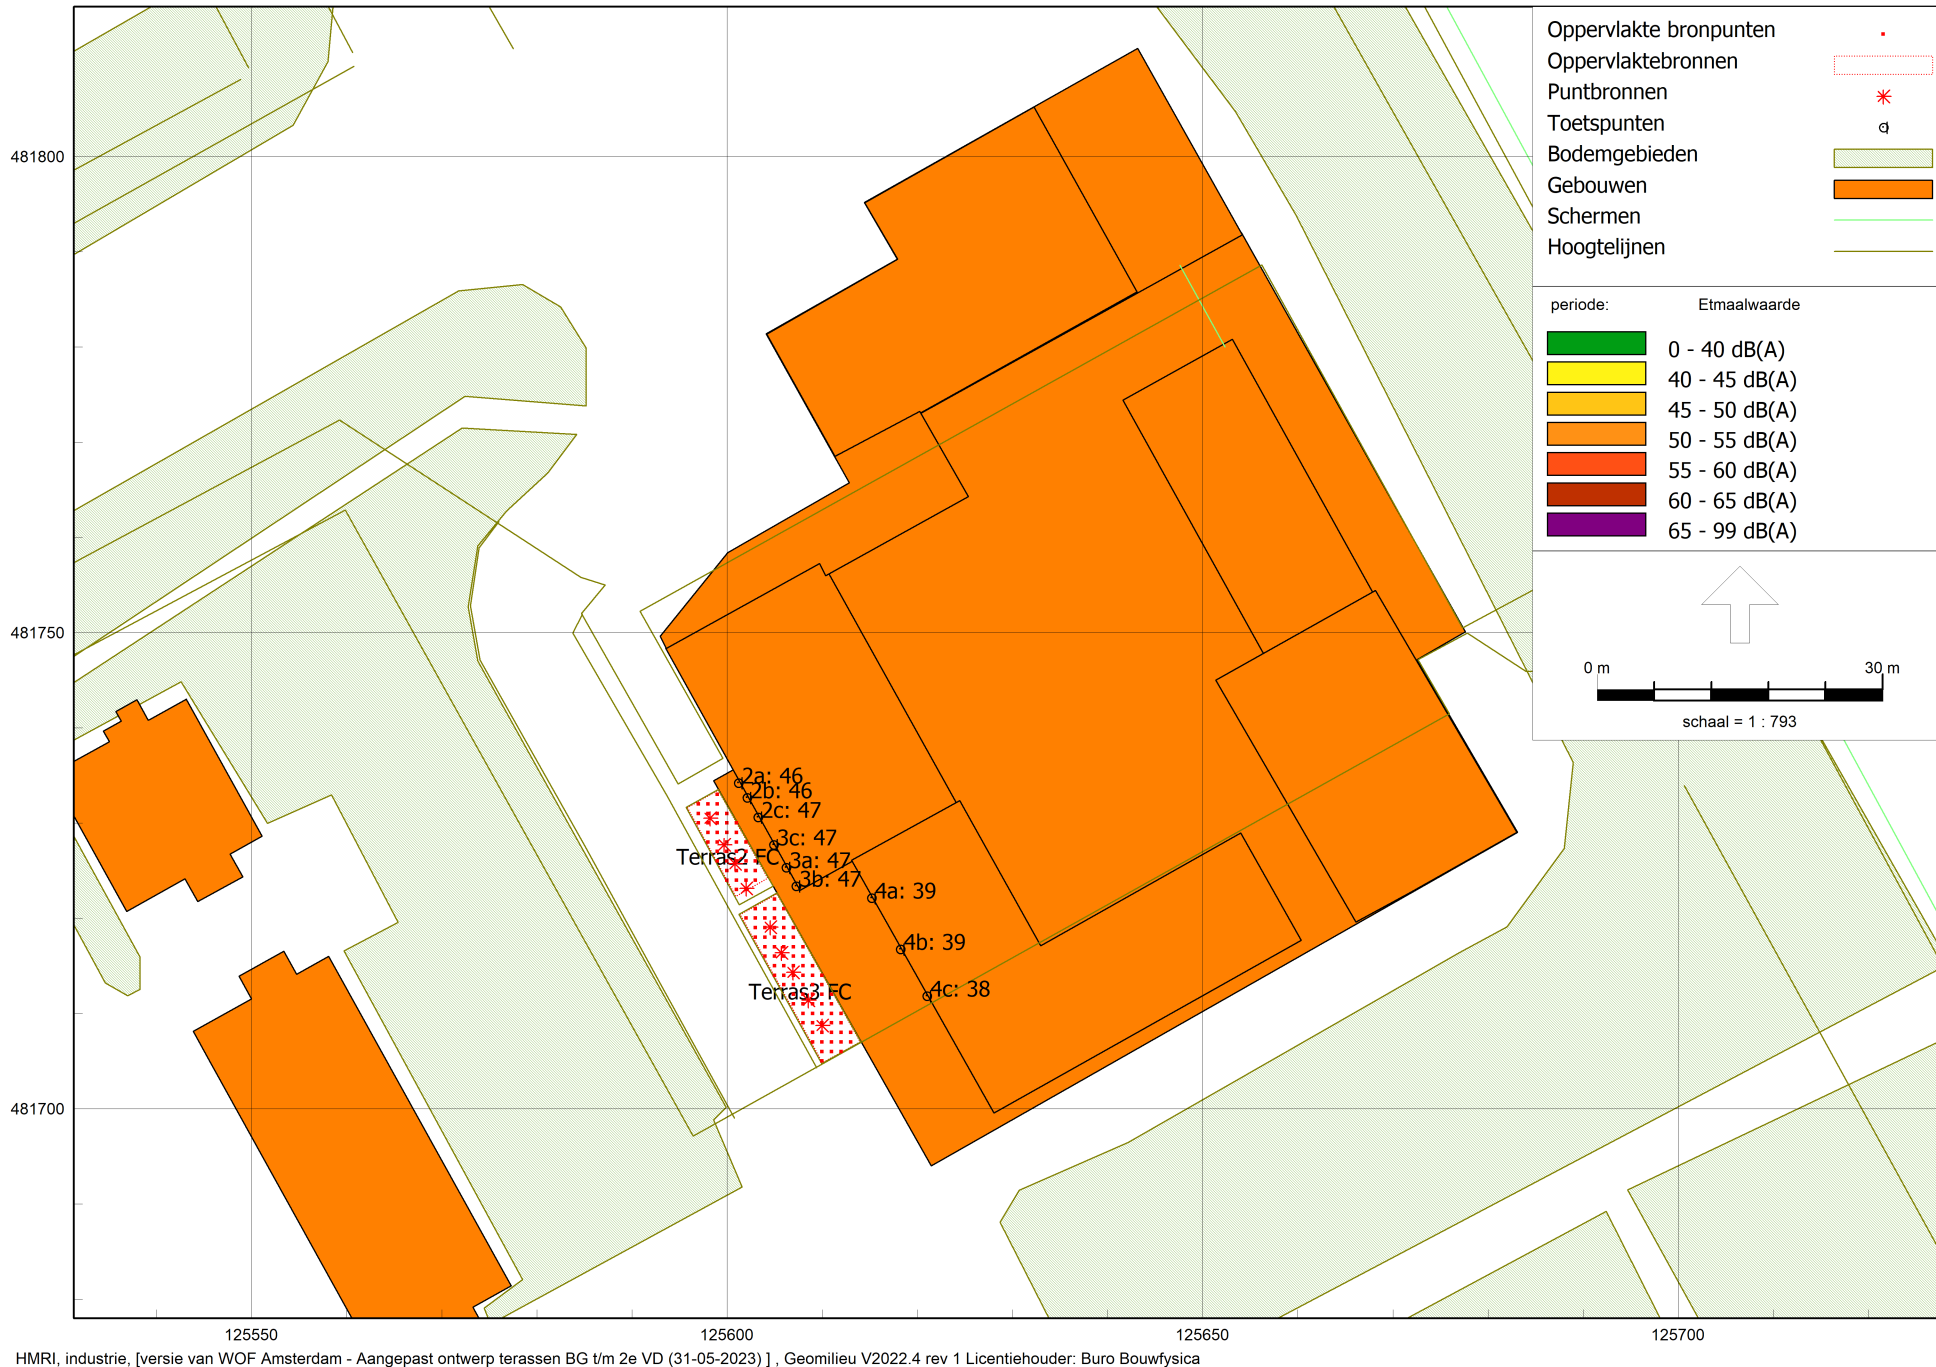 Oppervlakte bronpunten
Oppervlaktebronnen
Puntbronnen
Toetspunten
Bodemgebieden
Gebouwen
Schermen
Hoogtelijnen
periode: Etmaalwaarde
0 - 40 dB(A)
40 - 45 dB(A)
45 - 50 dB(A)
50 - 55 dB(A)
55 - 60 dB(A)
60 - 65 dB(A)
65 - 99 dB(A)
0 m 30 m
schaal = 1 : 793
481800
481750
481700
2a: 46
2b: 46
2c: 47
3c: 47
Terras2 FC
3a: 47
3b: 47
4a: 39
4b: 39
4c: 38
Terras3 FC
125550 125600 125650 125700
HMRI, industrie, [versie van WOF Amsterdam - Aangepast ontwerp terassen BG t/m 2e VD (31-05-2023) ] , Geomilieu V2022.4 rev 1 Licentiehouder: Buro Bouwfysica